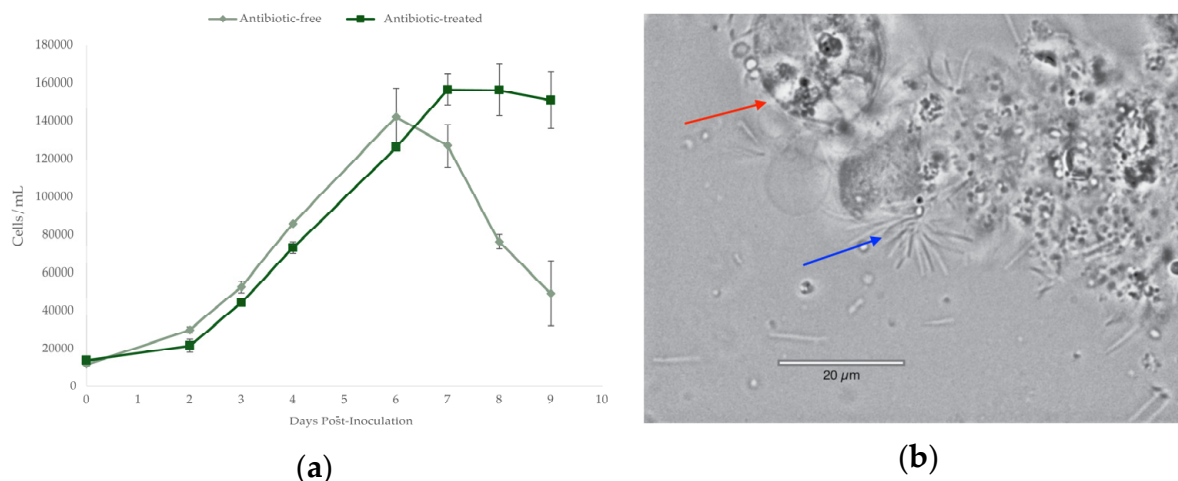 Antibiotic-free Antibiotic-treated
180000
160000
140000
120000
100000
80000
60000
40000
20000
0
Cells/mL
0 1 2 3 4 5 6 7 8 9 10
Days Post-Inoculation
(a)
20 µm
(b)